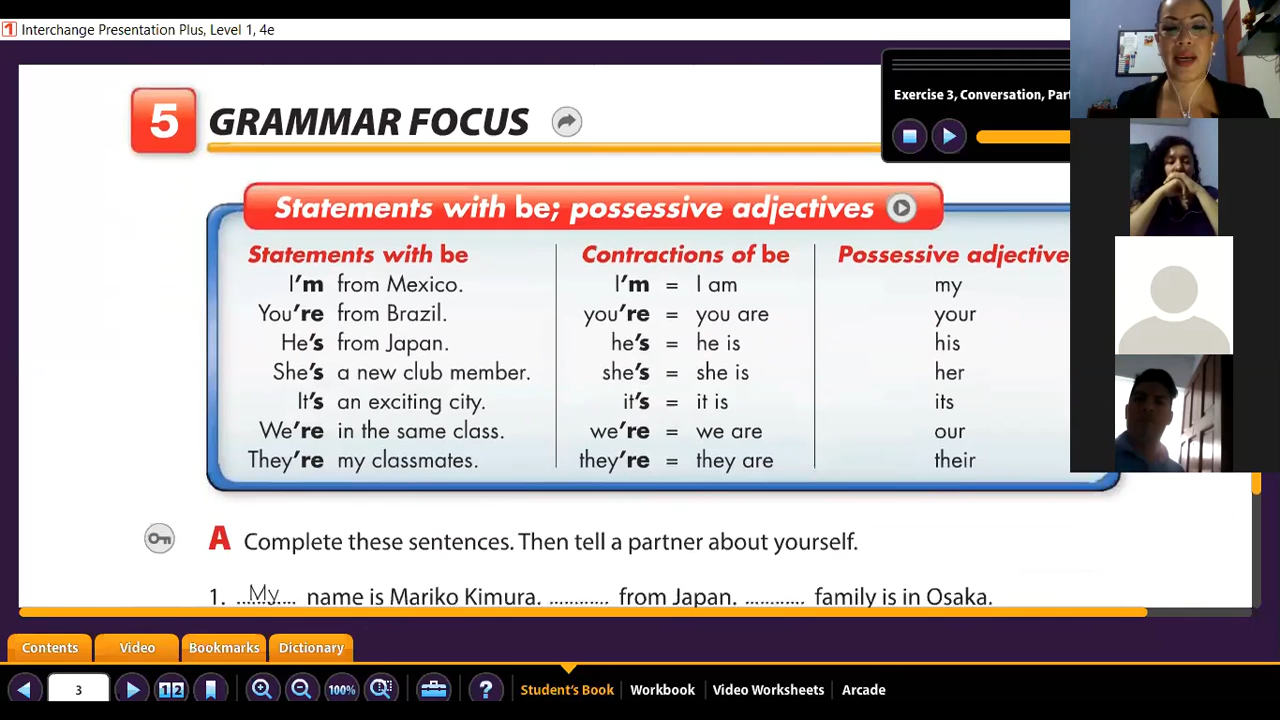 Interchange Presentation Plus, Level 1, 4e
Exercise 3, Conversation, Part
5 GRAMMAR FOCUS
Statements with be; possessive adjectives
Statements with be Contractions of be Possessive adjective
I'm from Mexico. I'm = I am my
You're from Brazil. you're = you are your
He's from Japan. he's = he is his
She's a new club member. she's = she is her
It's an exciting city. it's = it is its
We're in the same class. we're = we are our
They're my classmates. they're = they are their
A Complete these sentences. Then tell a partner about yourself.
1. My name is Mariko Kimura. ........... from Japan. ........... family is in Osaka.
Contents Video Bookmarks Dictionary
3 12 100% ? Student's Book Workbook Video Worksheets Arcade